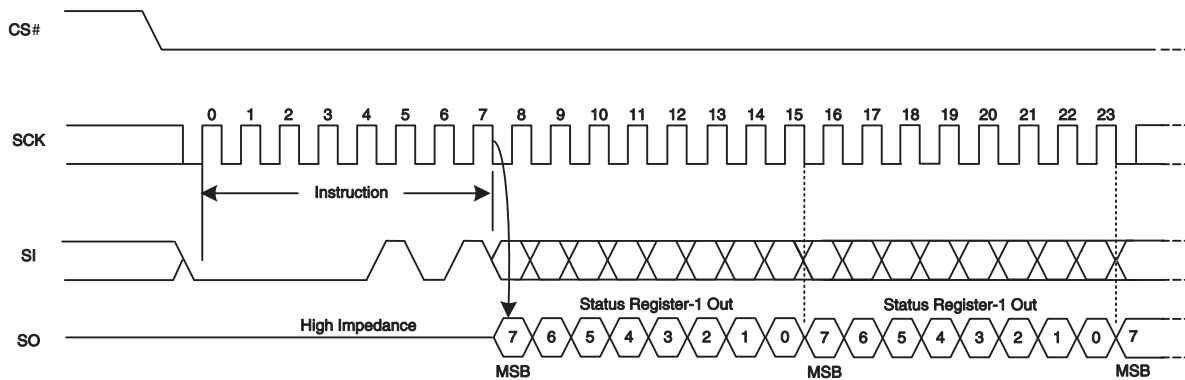 CS#
0 1 2 3 4 5 6 7 8 9 10 11 12 13 14 15 16 17 18 19 20 21 22 23
SCK
Instruction
SI
Status Register-1 Out Status Register-1 Out
High Impedance
SO 7 6 5 4 3 2 1 0 7 6 5 4 3 2 1 0 7
MSB MSB MSB